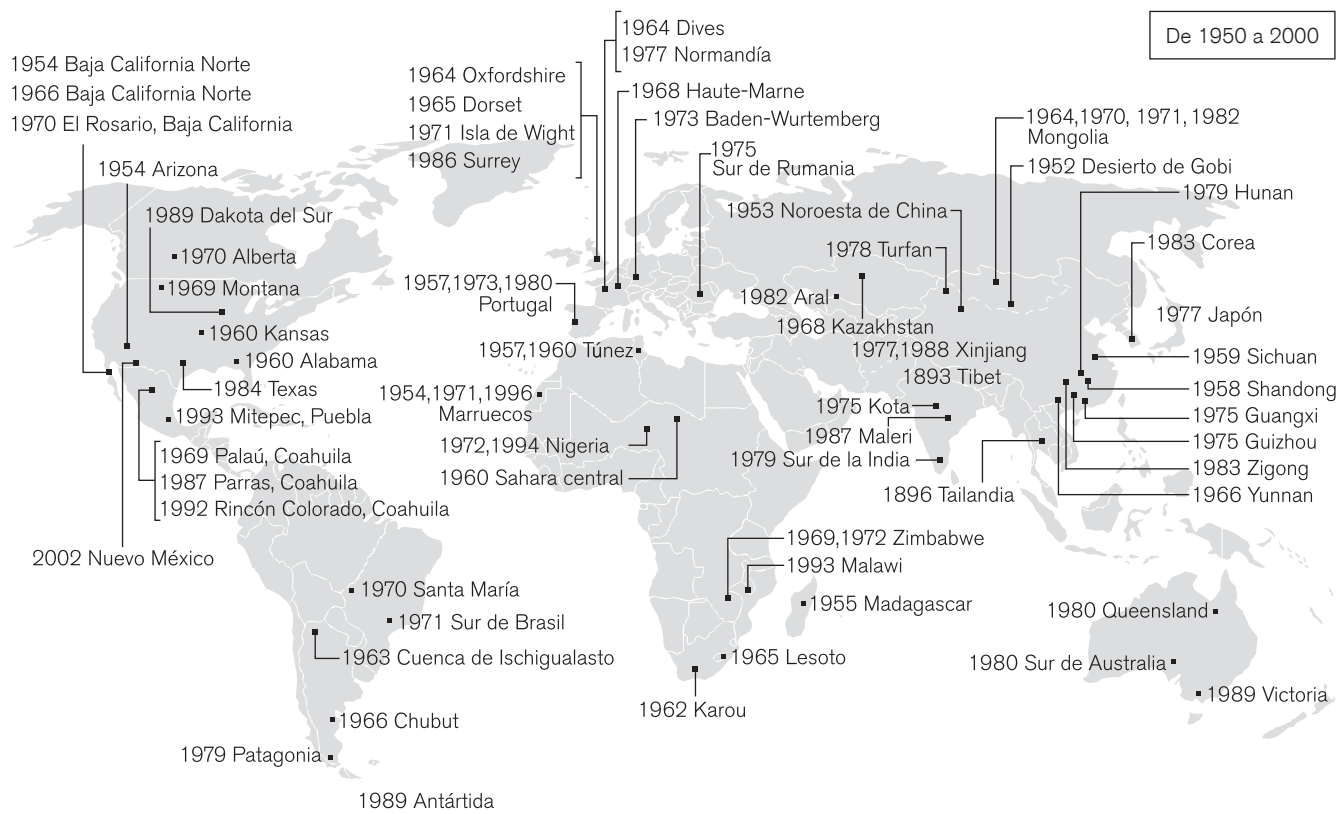 De 1950 a 2000
1964 Dives
1977 Normandía
1954 Baja California Norte
1966 Baja California Norte
1970 El Rosario, Baja California
1964 Oxfordshire
1965 Dorset
1971 Isla de Wight
1986 Surrey
1968 Haute-Marne
1973 Baden-Wurtemberg
1975
Sur de Rumania
1964,1970, 1971, 1982
Mongolia
1952 Desierto de Gobi
1979 Hunan
1954 Arizona
1989 Dakota del Sur
1953 Noroesta de China
1978 Turfan
1983 Corea
1970 Alberta
1969 Montana
1957,1973,1980
Portugal
1982 Aral
1968 Kazakhstan
1977 Japón
1960 Kansas
1960 Alabama
1957,1960 Túnez
1977,1988 Xinjiang
1893 Tibet
1959 Sichuan
1984 Texas
1954,1971,1996
Marruecos
1975 Kota
1958 Shandong
1993 Mitepec, Puebla
1972,1994 Nigeria
1987 Maleri
1975 Guangxi
1975 Guizhou
1969 Palaú, Coahuila
1987 Parras, Coahuila
1992 Rincón Colorado, Coahuila
1960 Sahara central
1979 Sur de la India
1983 Zigong
1896 Tailandia
1966 Yunnan
2002 Nuevo México
1969,1972 Zimbabwe
1993 Malawi
1970 Santa María
1971 Sur de Brasil
1955 Madagascar
1980 Queensland
1963 Cuenca de Ischigualasto
1965 Lesoto
1980 Sur de Australia
1962 Karou
1989 Victoria
1966 Chubut
1979 Patagonia
1989 Antártida